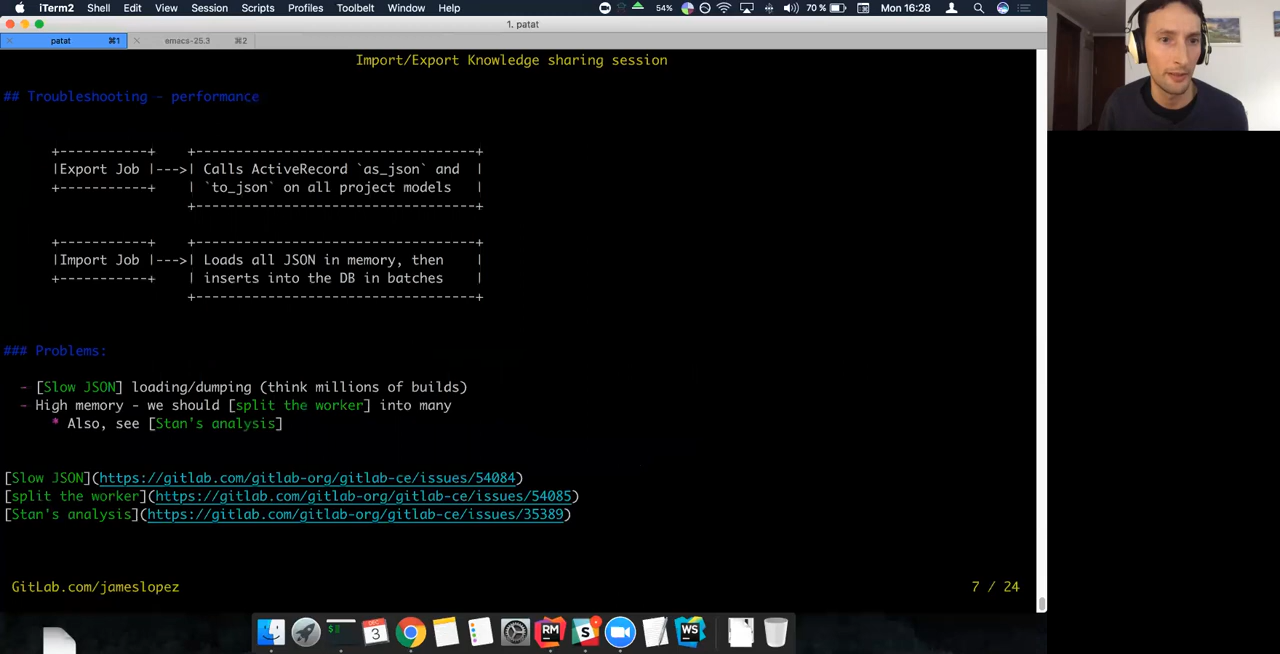 iTerm2 Shell Edit View Session Scripts Profiles Toolbelt Window Help 54% 70 % Mon 16:28
1. patat
patat ⌘1 emacs-25.3 ⌘2
Import/Export Knowledge sharing session
## Troubleshooting - performance
+-----------+ +-----------------------------------+
|Export Job |--->| Calls ActiveRecord `as_json` and |
+-----------+ | `to_json` on all project models |
+-----------------------------------+
+-----------+ +-----------------------------------+
|Import Job |--->| Loads all JSON in memory, then |
+-----------+ | inserts into the DB in batches |
+-----------------------------------+
### Problems:
- [Slow JSON] loading/dumping (think millions of builds)
- High memory - we should [split the worker] into many
* Also, see [Stan's analysis]
[Slow JSON](https://gitlab.com/gitlab-org/gitlab-ce/issues/54084)
[split the worker](https://gitlab.com/gitlab-org/gitlab-ce/issues/54085)
[Stan's analysis](https://gitlab.com/gitlab-org/gitlab-ce/issues/35389)
GitLab.com/jameslopez 7 / 24
DEC
3
RM
S
WS